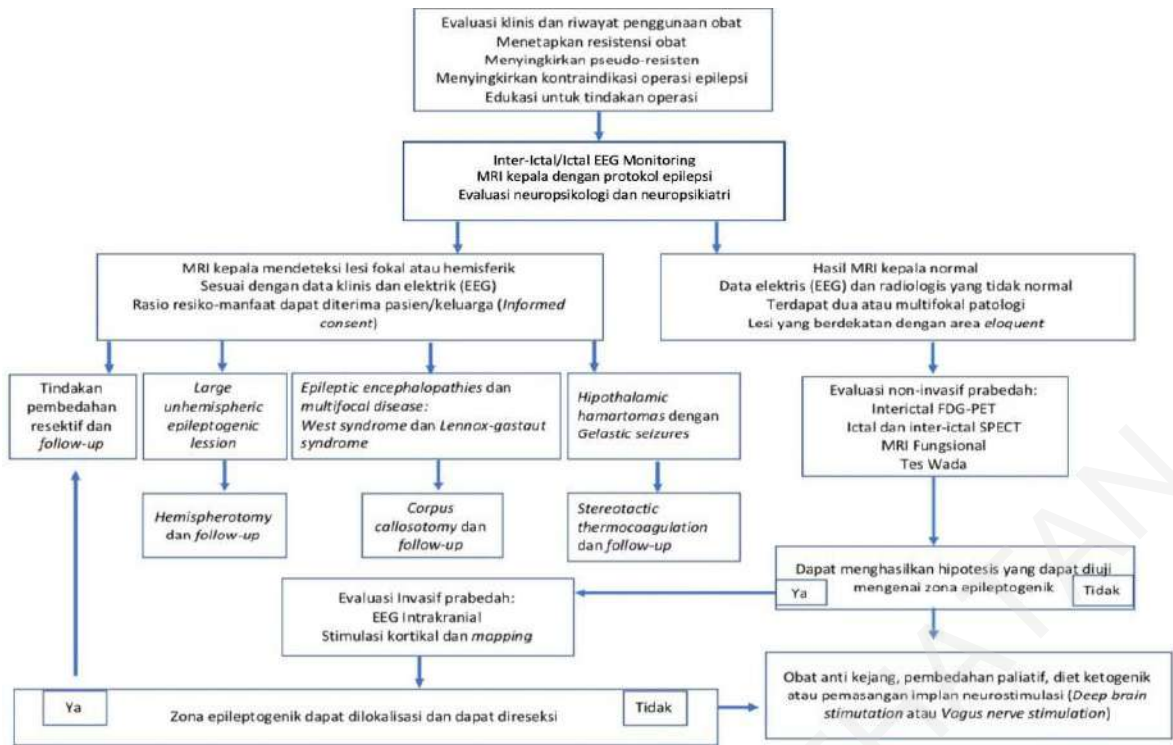 Evaluasi klinis dan riwayat penggunaan obat
Menetapkan resistensi obat
Menyingkirkan pseudo-resisten
Menyingkirkan kontraindikasi operasi epilepsi
Edukasi untuk tindakan operasi
Inter-Ictal/Ictal EEG Monitoring
MRI kepala dengan protokol epilepsi
Evaluasi neuropsikologi dan neuropsikiatri
MRI kepala mendeteksi lesi fokal atau hemisferik
Sesuai dengan data klinis dan elektrik (EEG)
Rasio resiko-manfaat dapat diterima pasien/keluarga (Informed
consent)
Hasil MRI kepala normal
Data elektris (EEG) dan radiologis yang tidak normal
Terdapat dua atau multifokal patologi
Lesi yang berdekatan dengan area eloquent
Tindakan
pembedahan
resektif dan
follow-up
Large
unhemispheric
epileptogenic
lession
Epileptic encephalopathies dan
multifocal disease:
West syndrome dan Lennox-gastaut
syndrome
Hipothalamic
hamartomas dengan
Gelastic seizures
Evaluasi non-invasif prabedah:
Interictal FDG-PET
Ictal dan inter-ictal SPECT
MRI Fungsional
Tes Wada
Hemispherotomy
dan follow-up
Corpus
callosotomy dan
follow-up
Stereotactic
thermocoagulation
dan follow-up
Dapat menghasilkan hipotesis yang dapat diuji
mengenai zona epileptogenik
Ya
Tidak
Evaluasi Invasif prabedah:
EEG Intrakranial
Stimulasi kortikal dan mapping
Obat anti kejang, pembedahan paliatif, diet ketogenik
atau pemasangan implan neurostimulasi (Deep brain
stimutation atau Vagus nerve stimulation)
Ya
Zona epileptogenik dapat dilokalisasi dan dapat direseksi
Tidak